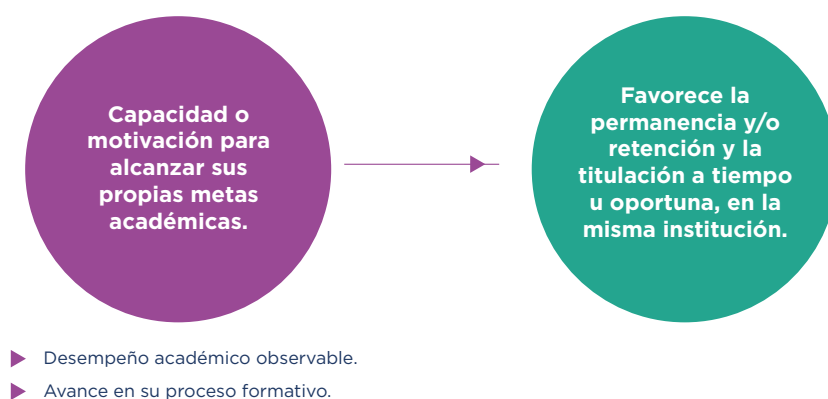 Capacidad o
motivación para
alcanzar sus
propias metas
académicas.
Favorece la
permanencia y/o
retención y la
titulación a tiempo
u oportuna, en la
misma institución.
Desempeño académico observable.
Avance en su proceso formativo.